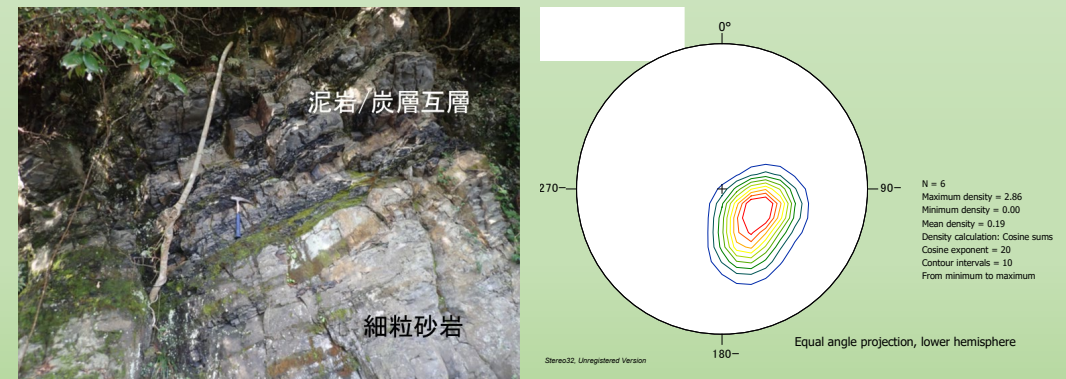 泥岩/炭層互層
細粒砂岩
0°
270
90
180
N = 6
Maximum density = 2.86
Minimum density = 0.00
Mean density = 0.19
Density calculation: Cosine sums
Cosine exponent = 20
Contour intervals = 10
From minimum to maximum
Equal angle projection, lower hemisphere
Stereo32, Unregistered Version